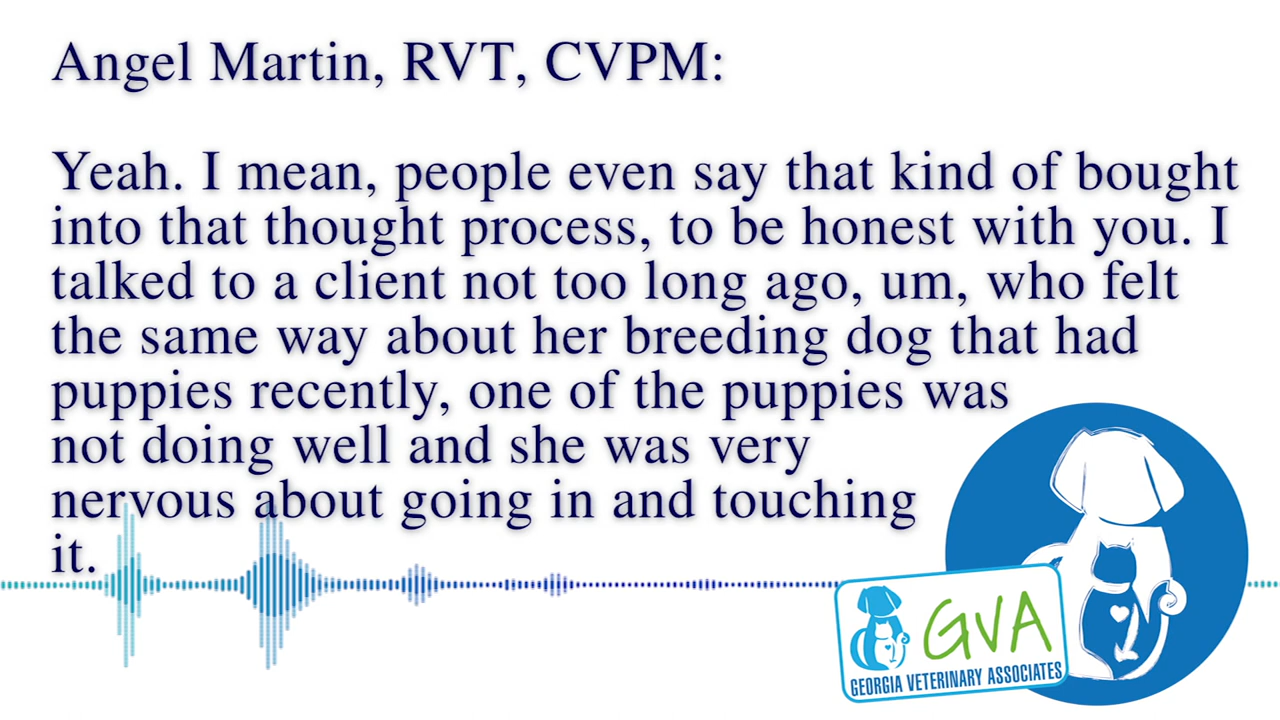 Angel Martin, RVT, CVPM:
Yeah. I mean, people even say that kind of bought
into that thought process, to be honest with you. I
talked to a client not too long ago, um, who felt
the same way about her breeding dog that had
puppies recently, one of the puppies was
not doing well and she was very
nervous about going in and touching
it.
GVA
GEORGIA VETERINARY ASSOCIATES